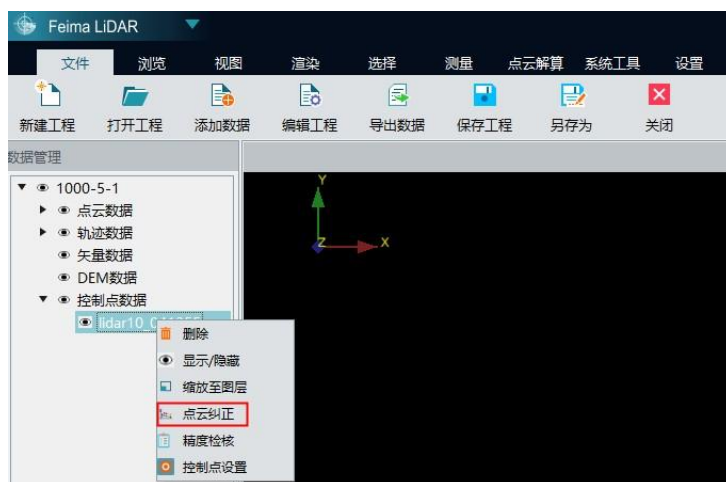 Feima LiDAR
文件 浏览 视图 渲染 选择 测量 点云解算 系统工具 设置
新建工程 打开工程 添加数据 编辑工程 导出数据 保存工程 另存为 关闭
数据管理
1000-5-1
点云数据
轨迹数据
矢量数据
DEM数据
控制点数据
Y
Z X
删除
显示/隐藏
缩放至图层
点云纠正
精度检核
控制点设置